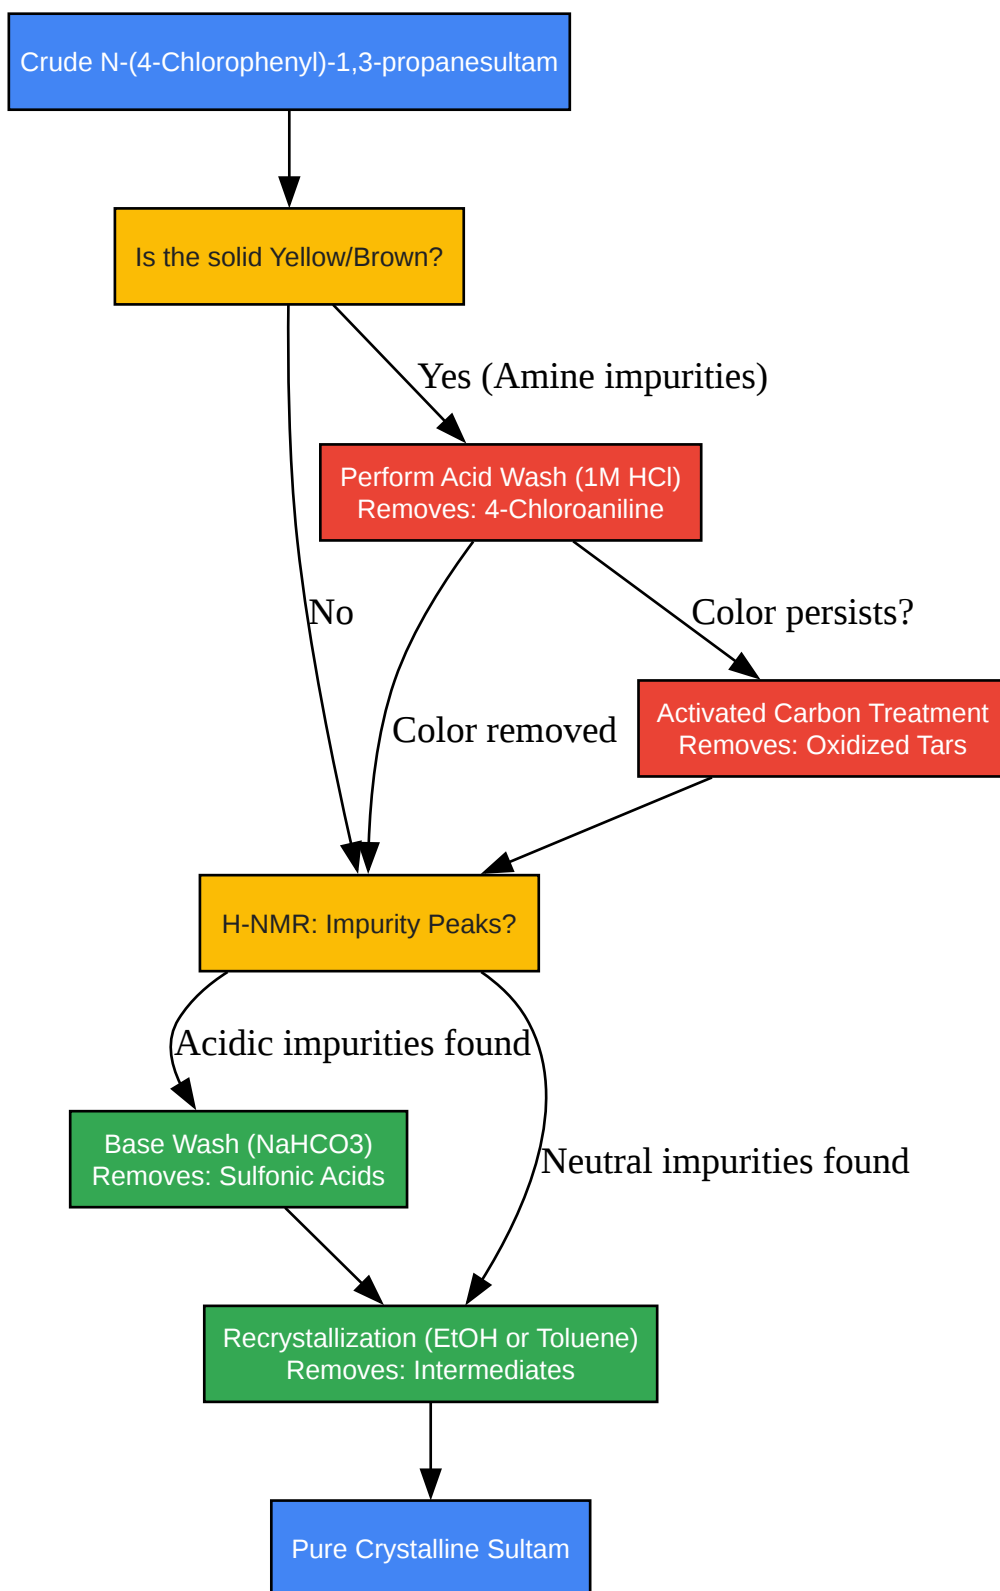 Crude N-(4-Chlorophenyl)-1,3-propanesultam
Is the solid Yellow/Brown?
Yes (Amine impurities)
Perform Acid Wash (1M HCl)
Removes: 4-Chloroaniline
No
Color persists?
Activated Carbon Treatment
Removes: Oxidized Tars
Color removed
H-NMR: Impurity Peaks?
Acidic impurities found
Base Wash (NaHCO3)
Removes: Sulfonic Acids
Neutral impurities found
Recrystallization (EtOH or Toluene)
Removes: Intermediates
Pure Crystalline Sultam